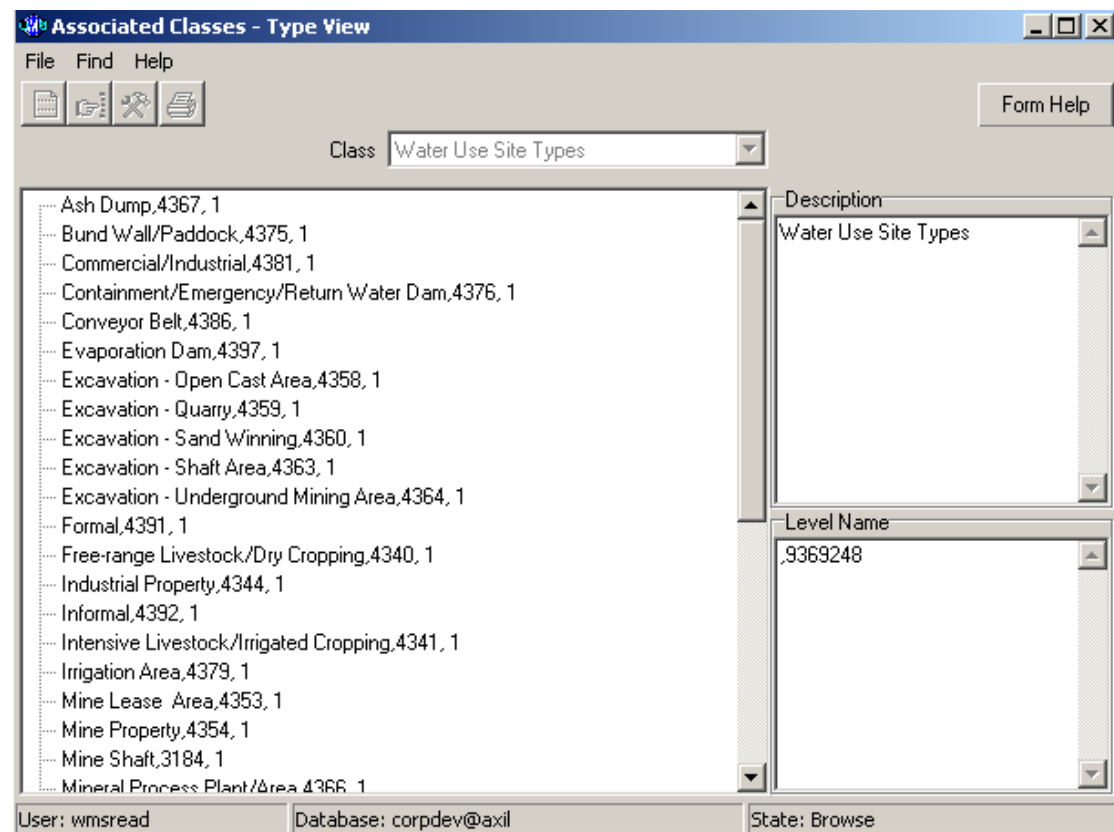 Associated Classes - Type View
File Find Help
Form Help
Class Water Use Site Types
Ash Dump,4367, 1
Bund Wall/Paddock,4375, 1
Commercial/Industrial,4381, 1
Containment/Emergency/Return Water Dam,4376, 1
Conveyor Belt,4386, 1
Evaporation Dam,4397, 1
Excavation - Open Cast Area,4358, 1
Excavation - Quarry,4359, 1
Excavation - Sand Winning,4360, 1
Excavation - Shaft Area,4363, 1
Excavation - Underground Mining Area,4364, 1
Formal,4391, 1
Free-range Livestock/Dry Cropping,4340, 1
Industrial Property,4344, 1
Informal,4392, 1
Intensive Livestock/Irrigated Cropping,4341, 1
Irrigation Area,4379, 1
Mine Lease  Area,4353, 1
Mine Property,4354, 1
Mine Shaft,3184, 1
Mineral Process Plant/Area,4366, 1
Description
Water Use Site Types
Level Name
,9369248
User: wmsread
Database: corpdev@axil
State: Browse